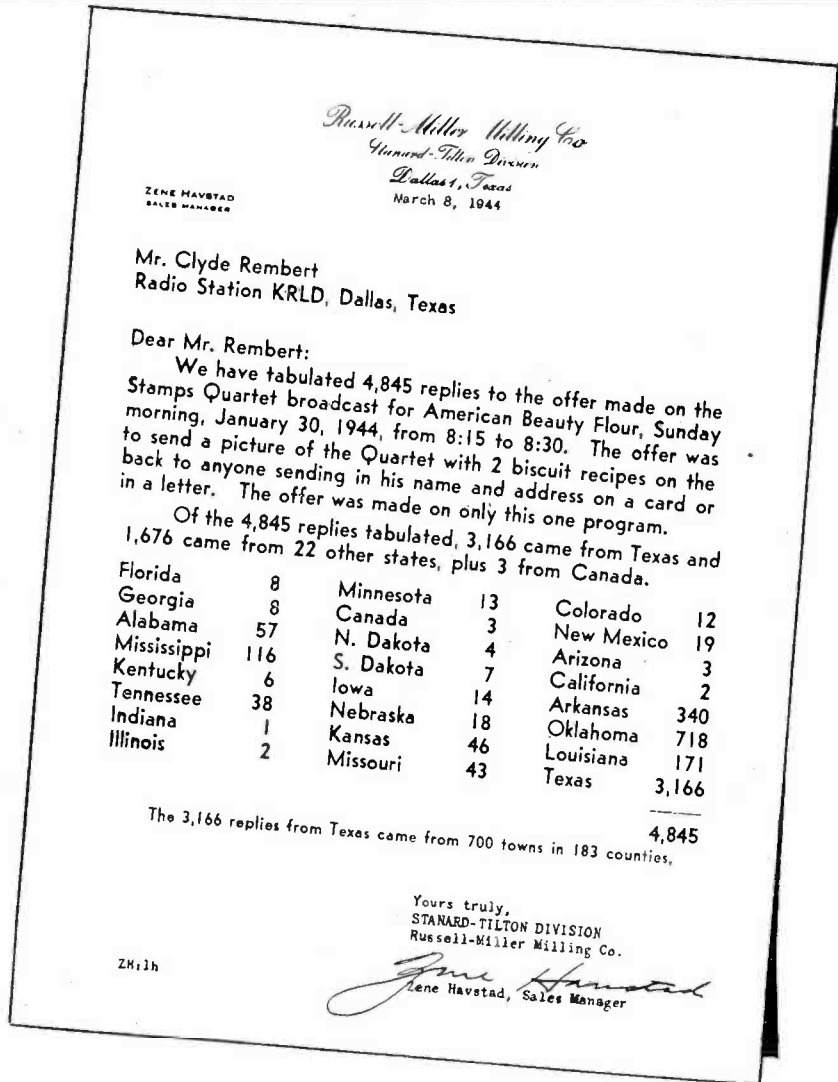 Russell-Miller Milling Co
Stanard-Tilton Division
Dallas 1, Texas
March 8, 1944
ZENE HAVSTAD
SALES MANAGER
Mr. Clyde Rembert
Radio Station KRLD, Dallas, Texas
Dear Mr. Rembert:
We have tabulated 4,845 replies to the offer made on the
Stamps Quartet broadcast for American Beauty Flour, Sunday
morning, January 30, 1944, from 8:15 to 8:30. The offer was
to send a picture of the Quartet with 2 biscuit recipes on the
back to anyone sending in his name and address on a card or
in a letter. The offer was made on only this one program.
Of the 4,845 replies tabulated, 3,166 came from Texas and
1,676 came from 22 other states, plus 3 from Canada.
Florida 8 Minnesota 13 Colorado 12
Georgia 8 Canada 3 New Mexico 19
Alabama 57 N. Dakota 4 Arizona 3
Mississippi 116 S. Dakota 7 California 2
Kentucky 6 Iowa 14 Arkansas 340
Tennessee 38 Nebraska 18 Oklahoma 718
Indiana 1 Kansas 46 Louisiana 171
Illinois 2 Missouri 43 Texas 3,166
4,845
The 3,166 replies from Texas came from 700 towns in 183 counties.
Yours truly,
STANARD-TILTON DIVISION
Russell-Miller Milling Co.
Zene Havstad
Zene Havstad, Sales Manager
ZH:lh